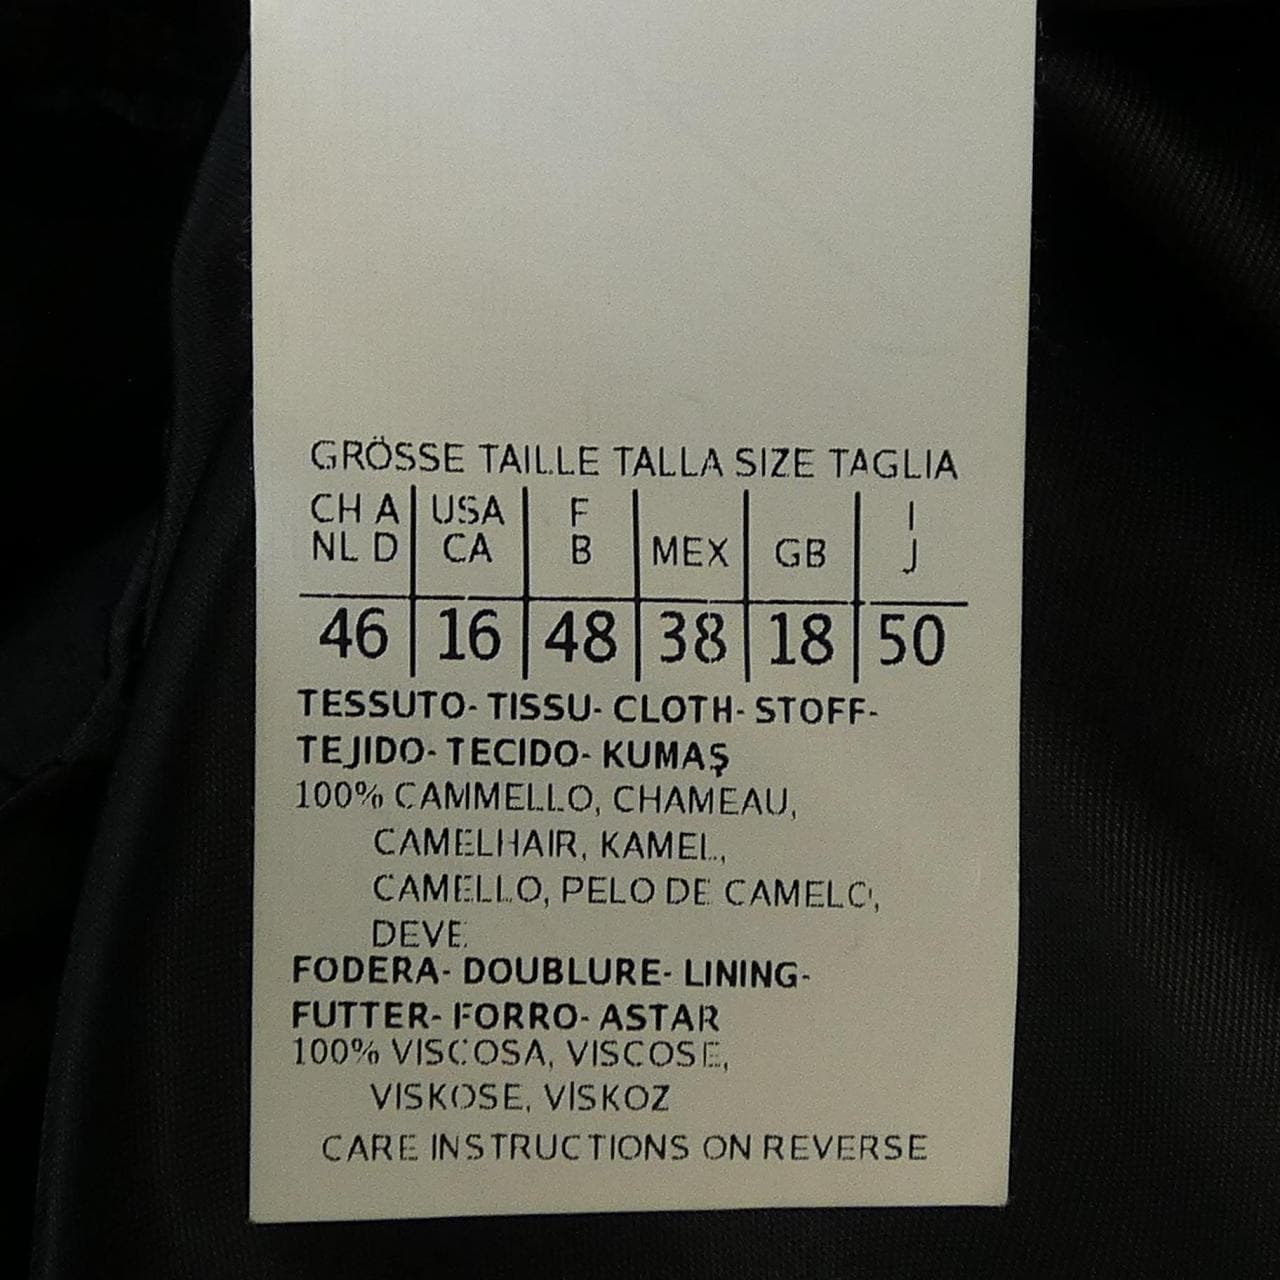 GRÖSSE TAILLE TALLA SIZE TAGLIA
CH A USA F I
NL D CA B MEX GB J
46 16 48 38 18 50
TESSUTO- TISSU- CLOTH- STOFF-
TEJIDO- TECIDO- KUMAŞ
100% CAMMELLO, CHAMEAU,
CAMELHAIR, KAMEL,
CAMELLO, PELO DE CAMELO,
DEVE
FODERA- DOUBLURE- LINING-
FUTTER- FORRO- ASTAR
100% VISCOSA, VISCOSE,
VISKOSE, VİSKOZ
CARE INSTRUCTIONS ON REVERSE